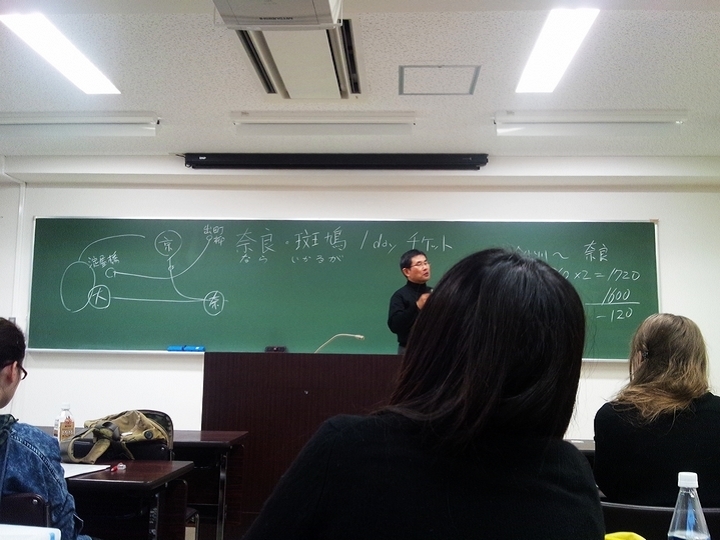 京
出町柳
淀屋橋
大
奈
奈良・斑鳩 1day チケット
なら いかるが
～ 奈良
×2=1720
1600
-120